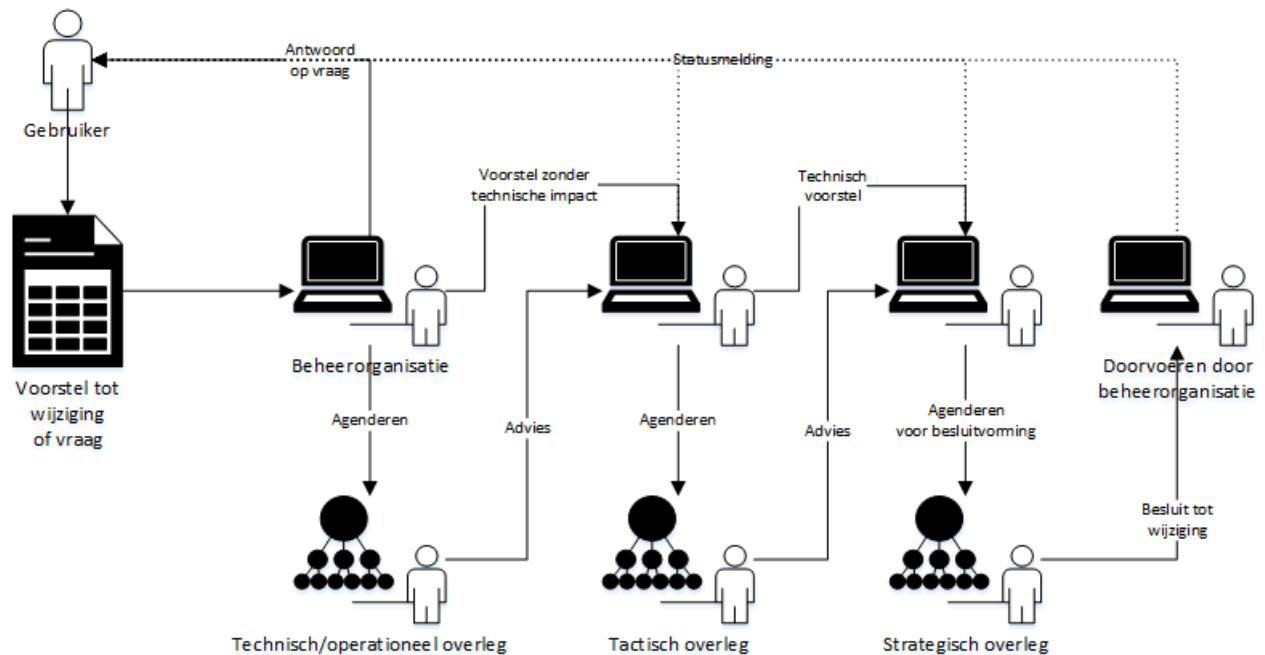 Antwoord
op vraag
Statusmelding
Gebruiker
Voorstel zonder
technische impact
Technisch
voorstel
Voorstel tot
wijziging
of vraag
Beheerorganisatie
Doorvoeren door
beheerorganisatie
Agenderen
Advies
Agenderen
Advies
Agenderen
voor besluitvorming
Besluit tot
wijziging
Technisch/operationeel overleg
Tactisch overleg
Strategisch overleg